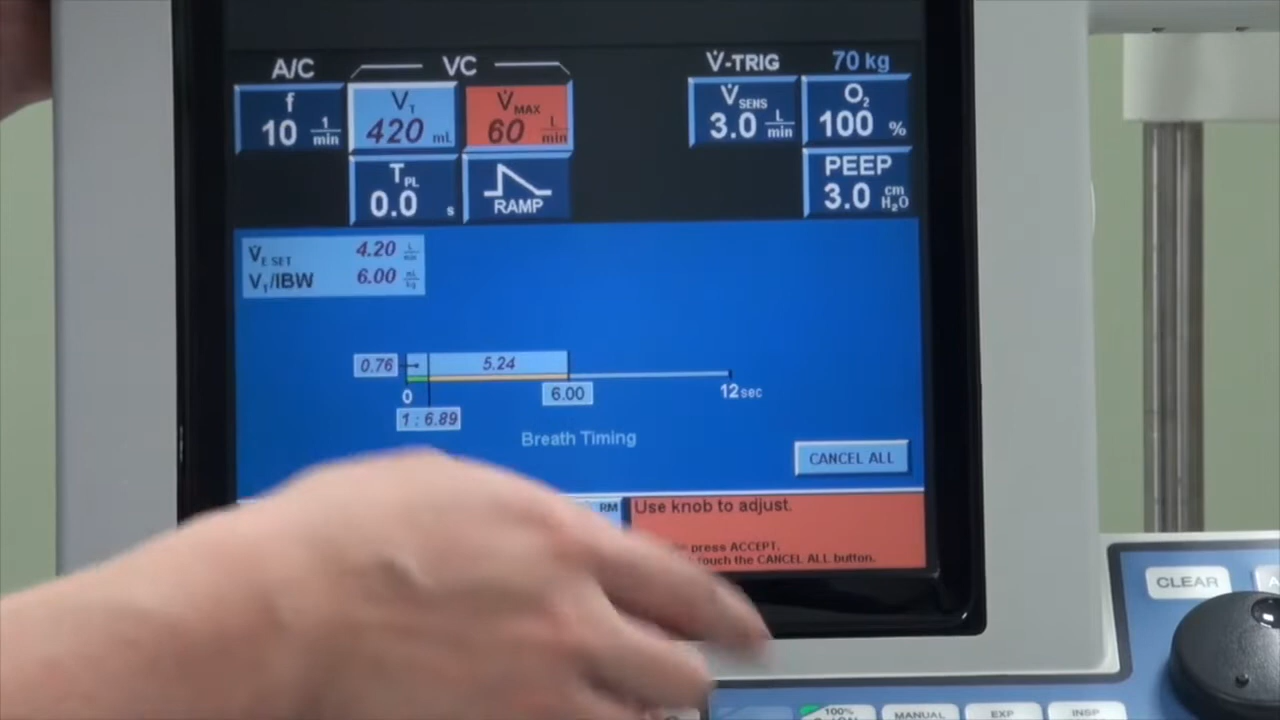 A/C VC V̇-TRIG 70 kg
f VT V̇MAX V̇SENS O2
10 1/min 420 mL 60 L/min 3.0 L/min 100 %
TPL PEEP
0.0 s RAMP 3.0 cm H2O
V̇E SET 4.20 L/min
VT/IBW 6.00 mL/kg
0.76 5.24
0 6.00 12sec
1 : 6.89
Breath Timing
CANCEL ALL
RM Use knob to adjust.
press ACCEPT.
touch the CANCEL ALL button.
CLEAR
100%
MANUAL EXP INSP